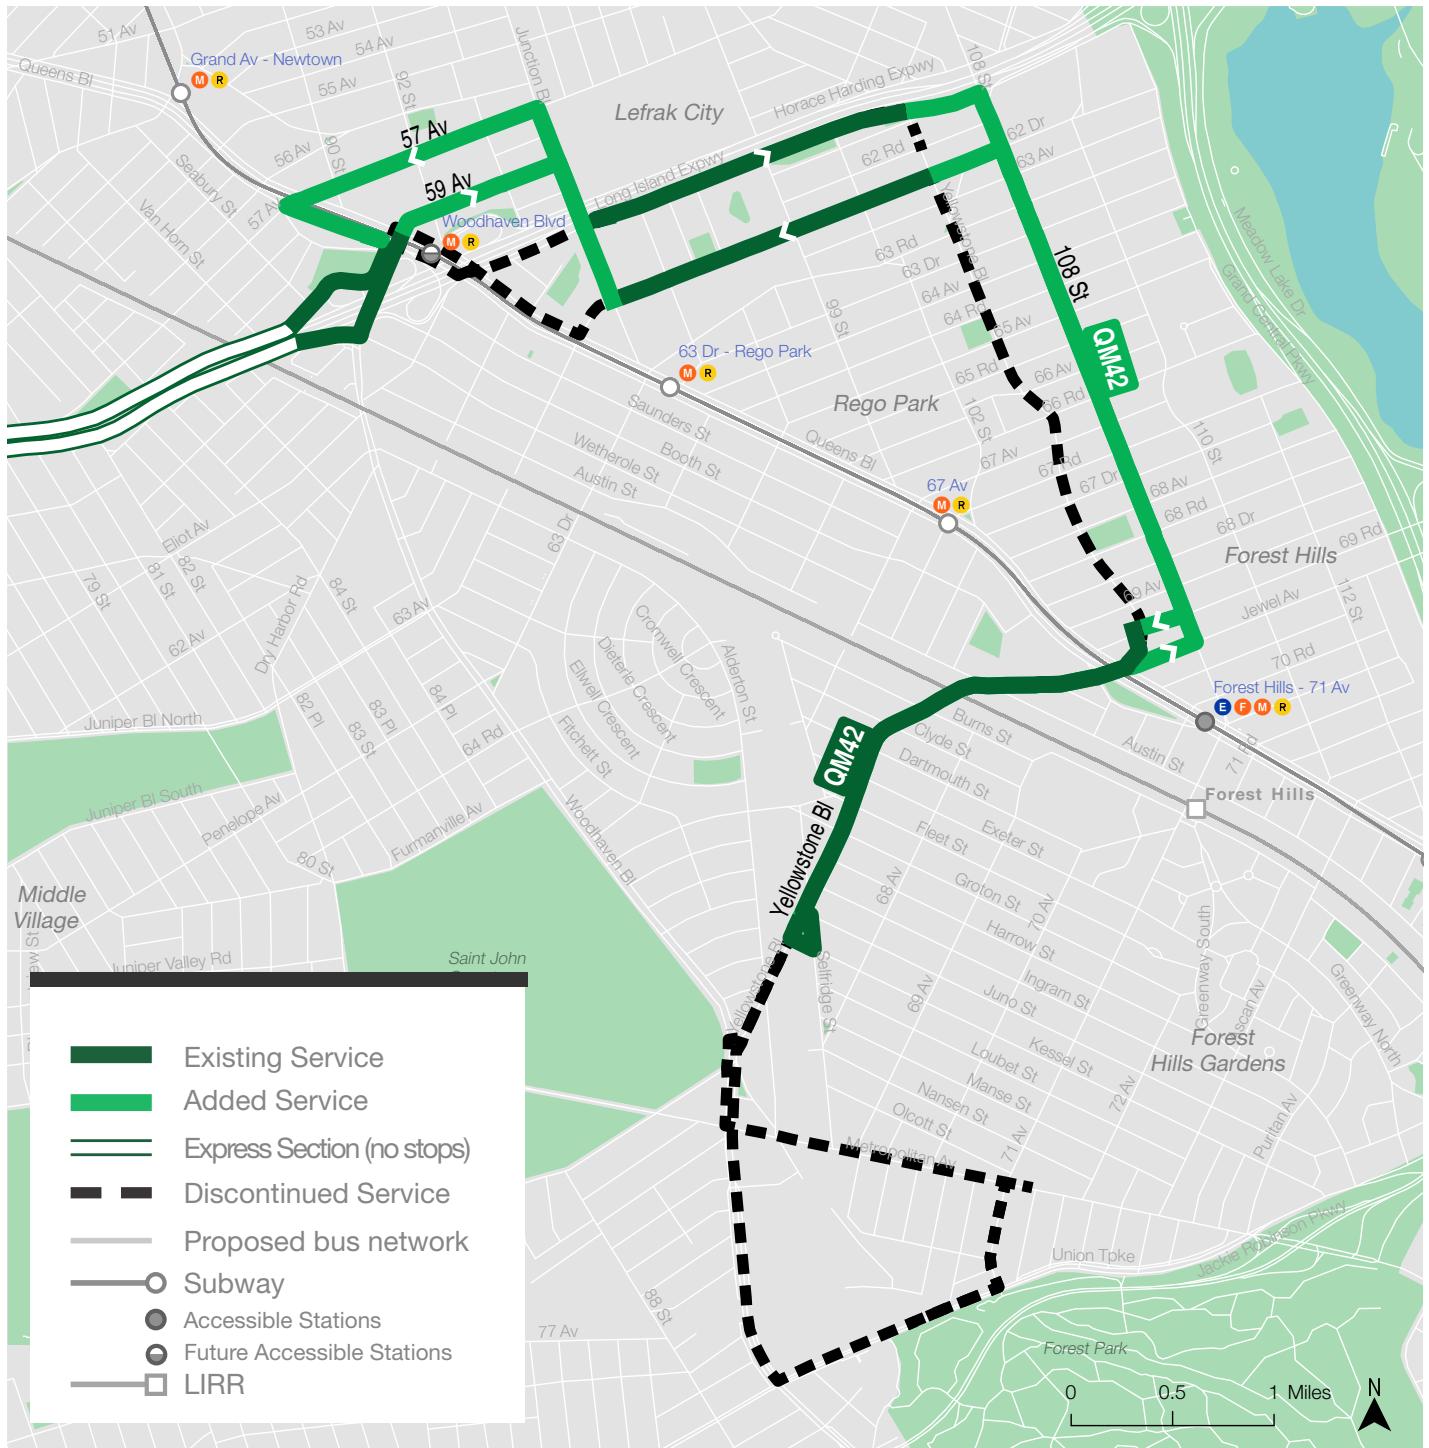 51 Av
53 Av
54 Av
Queens Bl
Grand Av - Newtown
M R
55 Av
92 St
Junction Bl
Lefrak City
Horace Harding Expwy
108 St
56 Av
90 St
57 Av
59 Av
Seabury St
57 A
Van Horn St
Woodhaven Blvd
M R
Long Island Expwy
62 Rd
62 Dr
63 Av
Yellowstone Bl
63 Rd
63 Dr
64 Av
64 Rd
65 Av
108 St
Meadow Lake Dr
Grand Central Pkwy
99 St
QM42
63 Dr - Rego Park
M R
65 Rd
66 Av
66 Rd
Rego Park
Saunders St
Booth St
Wetherole St
Austin St
Queens Bl
102 St
67 Av
67 Rd
67 Dr
110 St
68 Av
68 Rd
68 Dr
69 Rd
67 Av
M R
Forest Hills
Eliot Av
63 Dr
79 St
81 St
82 St
84 St
Dry Harbor Rd
63 Av
62 Av
69 Av
Jewel Av
112 St
70 Rd
Cromwell Crescent
Dieterle Crescent
Ellwell Crescent
Fitchett St
Alderton St
Forest Hills - 71 Av
E F M R
Juniper Bl North
82 Pl
83 Pl
83 St
84 Pl
64 Rd
QM42
Burns St
Clyde St
Dartmouth St
Austin St
71 Rd
Forest Hills
Juniper Bl South
Penelope Av
Furmanville Av
80 St
Woodhaven Bl
Yellowstone Bl
Fleet St
Exeter St
68 Av
Groton St
70 Av
Harrow St
Middle
Village
Juniper Valley Rd
Saint John
Yellowstone Bl
Selfridge St
69 Av
Ingram St
Juno St
Greenway South
Ascan Av
Greenway North
Forest
Hills Gardens
Kessel St
Loubet St
Manse St
Nansen St
Olcott St
72 Av
Puritan Av
71 Av
Metropolitan Av
Union Tpke
Jackie Robinson Pkwy
88 St
77 Av
Forest Park
Existing Service
Added Service
Express Section (no stops)
Discontinued Service
Proposed bus network
Subway
Accessible Stations
Future Accessible Stations
LIRR
0 0.5 1 Miles
N